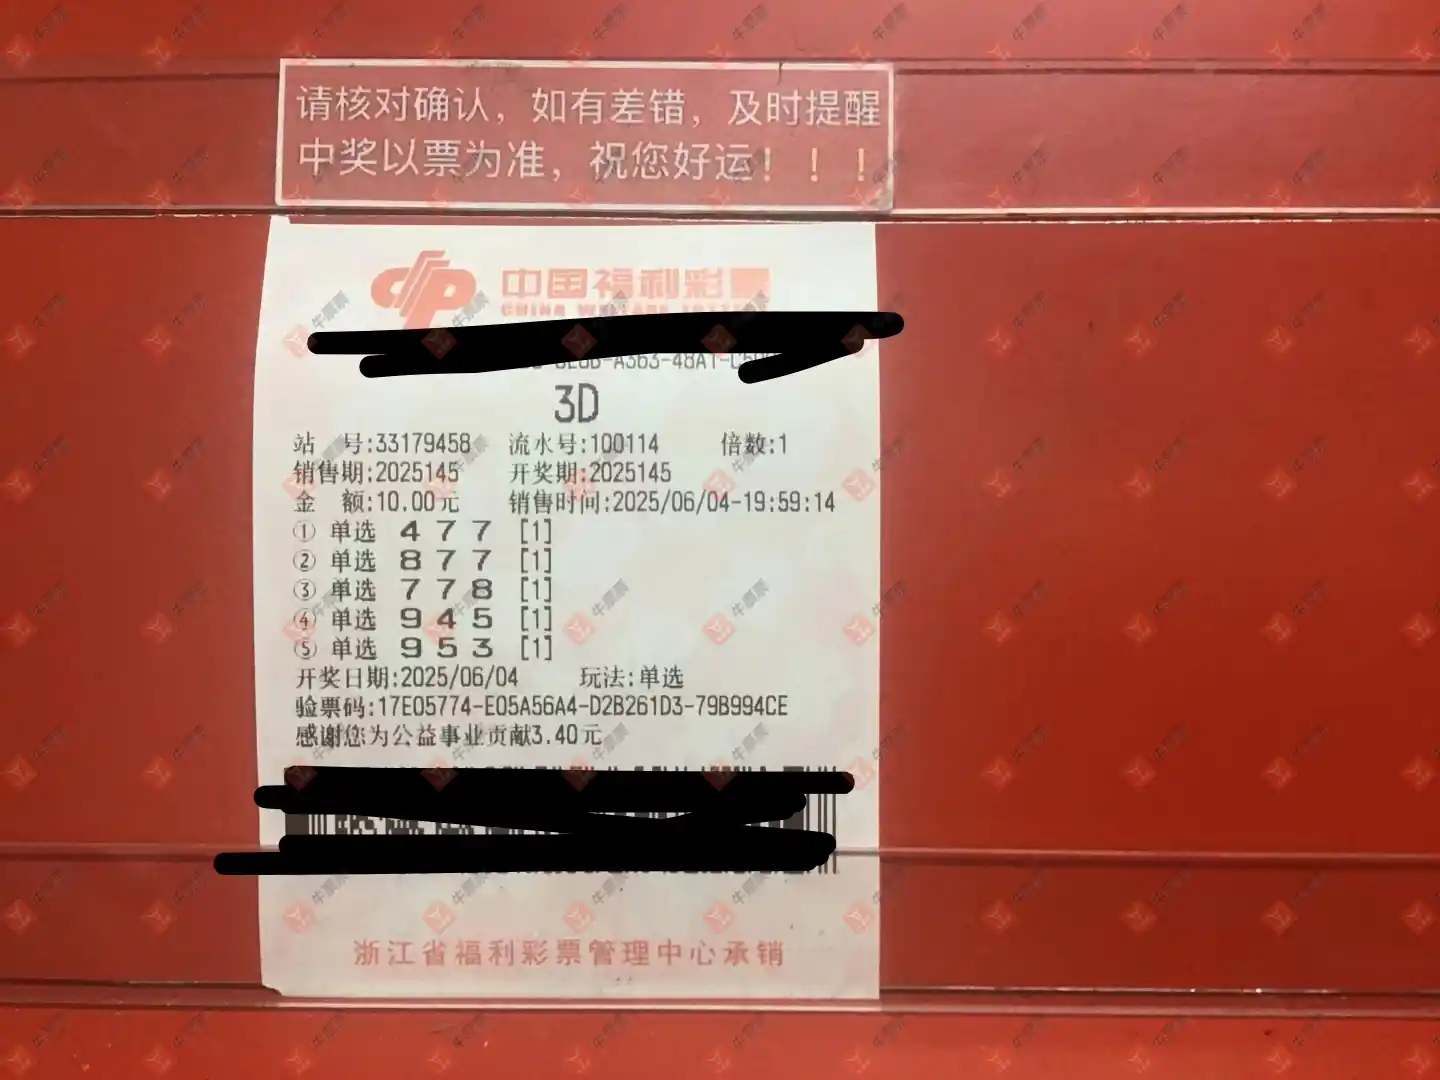 请核对确认，如有差错，及时提醒
中奖以票为准，祝您好运！！！
中国福利彩票
-A363-48A1-
3D
站 号:33179458 流水号:100114 倍数:1
销售期:2025145 开奖期:2025145
金 额:10.00元 销售时间:2025/06/04-19:59:14
① 单选 4 7 7 [1]
② 单选 8 7 7 [1]
③ 单选 7 7 8 [1]
④ 单选 9 4 5 [1]
⑤ 单选 9 5 3 [1]
开奖日期:2025/06/04 玩法:单选
验票码:17E05774-E05A56A4-D2B261D3-79B994CE
感谢您为公益事业贡献3.40元
浙江省福利彩票管理中心承销
牛票票